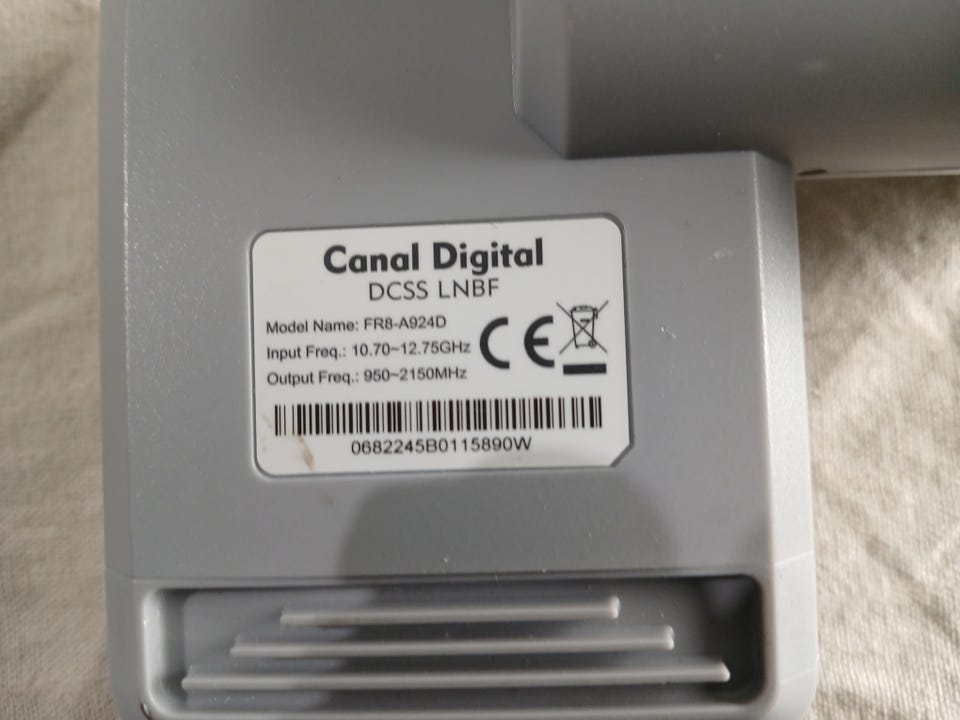 Canal Digital
DCSS LNBF
Model Name: FR8-A924D
Input Freq.: 10.70~12.75GHz
Output Freq.: 950~2150MHz
CE
0682245B0115890W